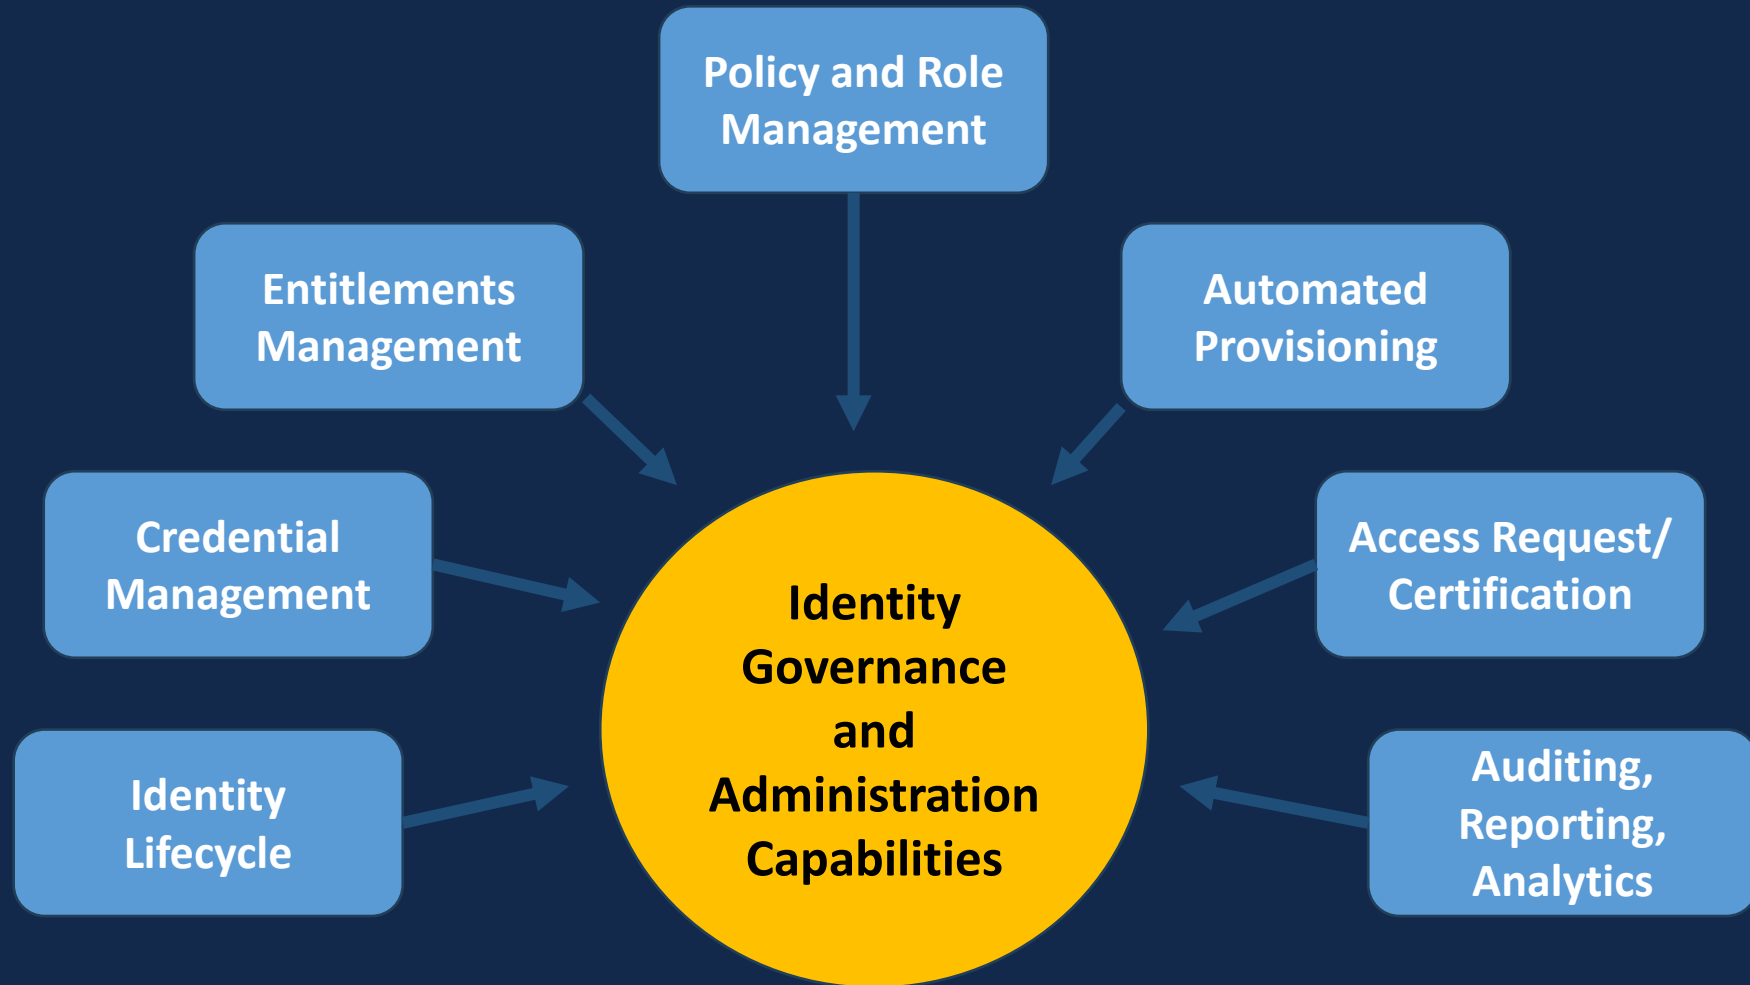 Policy and Role
Management
Entitlements
Management
Automated
Provisioning
Credential
Management
Access Request/
Certification
Identity
Governance
and
Administration
Capabilities
Identity
Lifecycle
Auditing,
Reporting,
Analytics